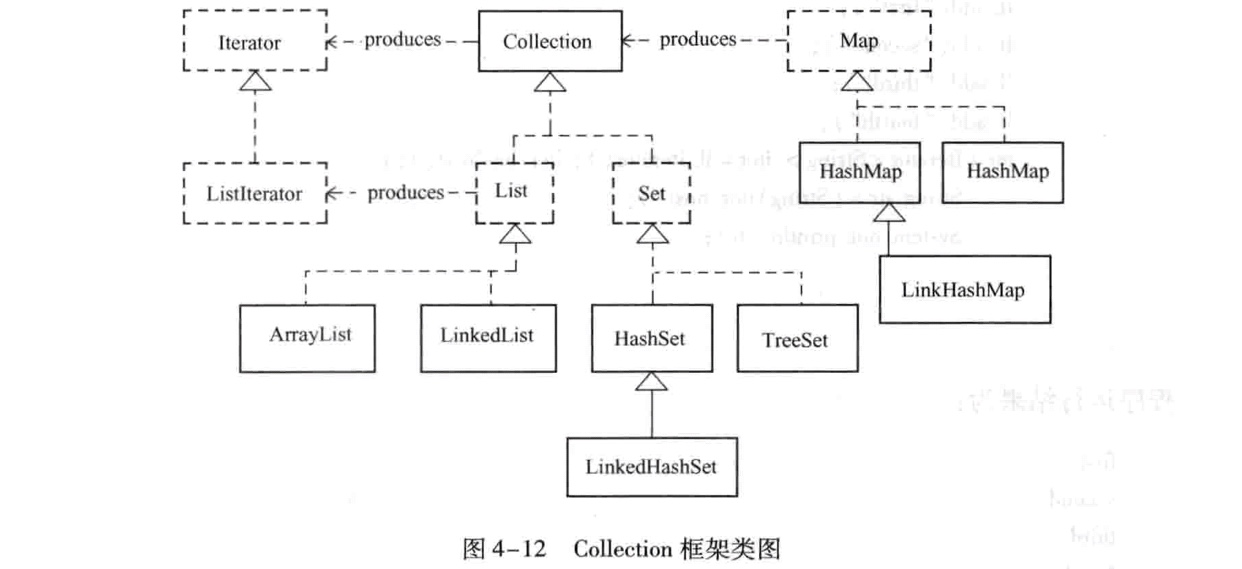 Iterator
produces
Collection
produces
Map
ListIterator
produces
List
Set
HashMap
HashMap
LinkHashMap
ArrayList
LinkedList
HashSet
TreeSet
LinkedHashSet
图 4-12 Collection 框架类图